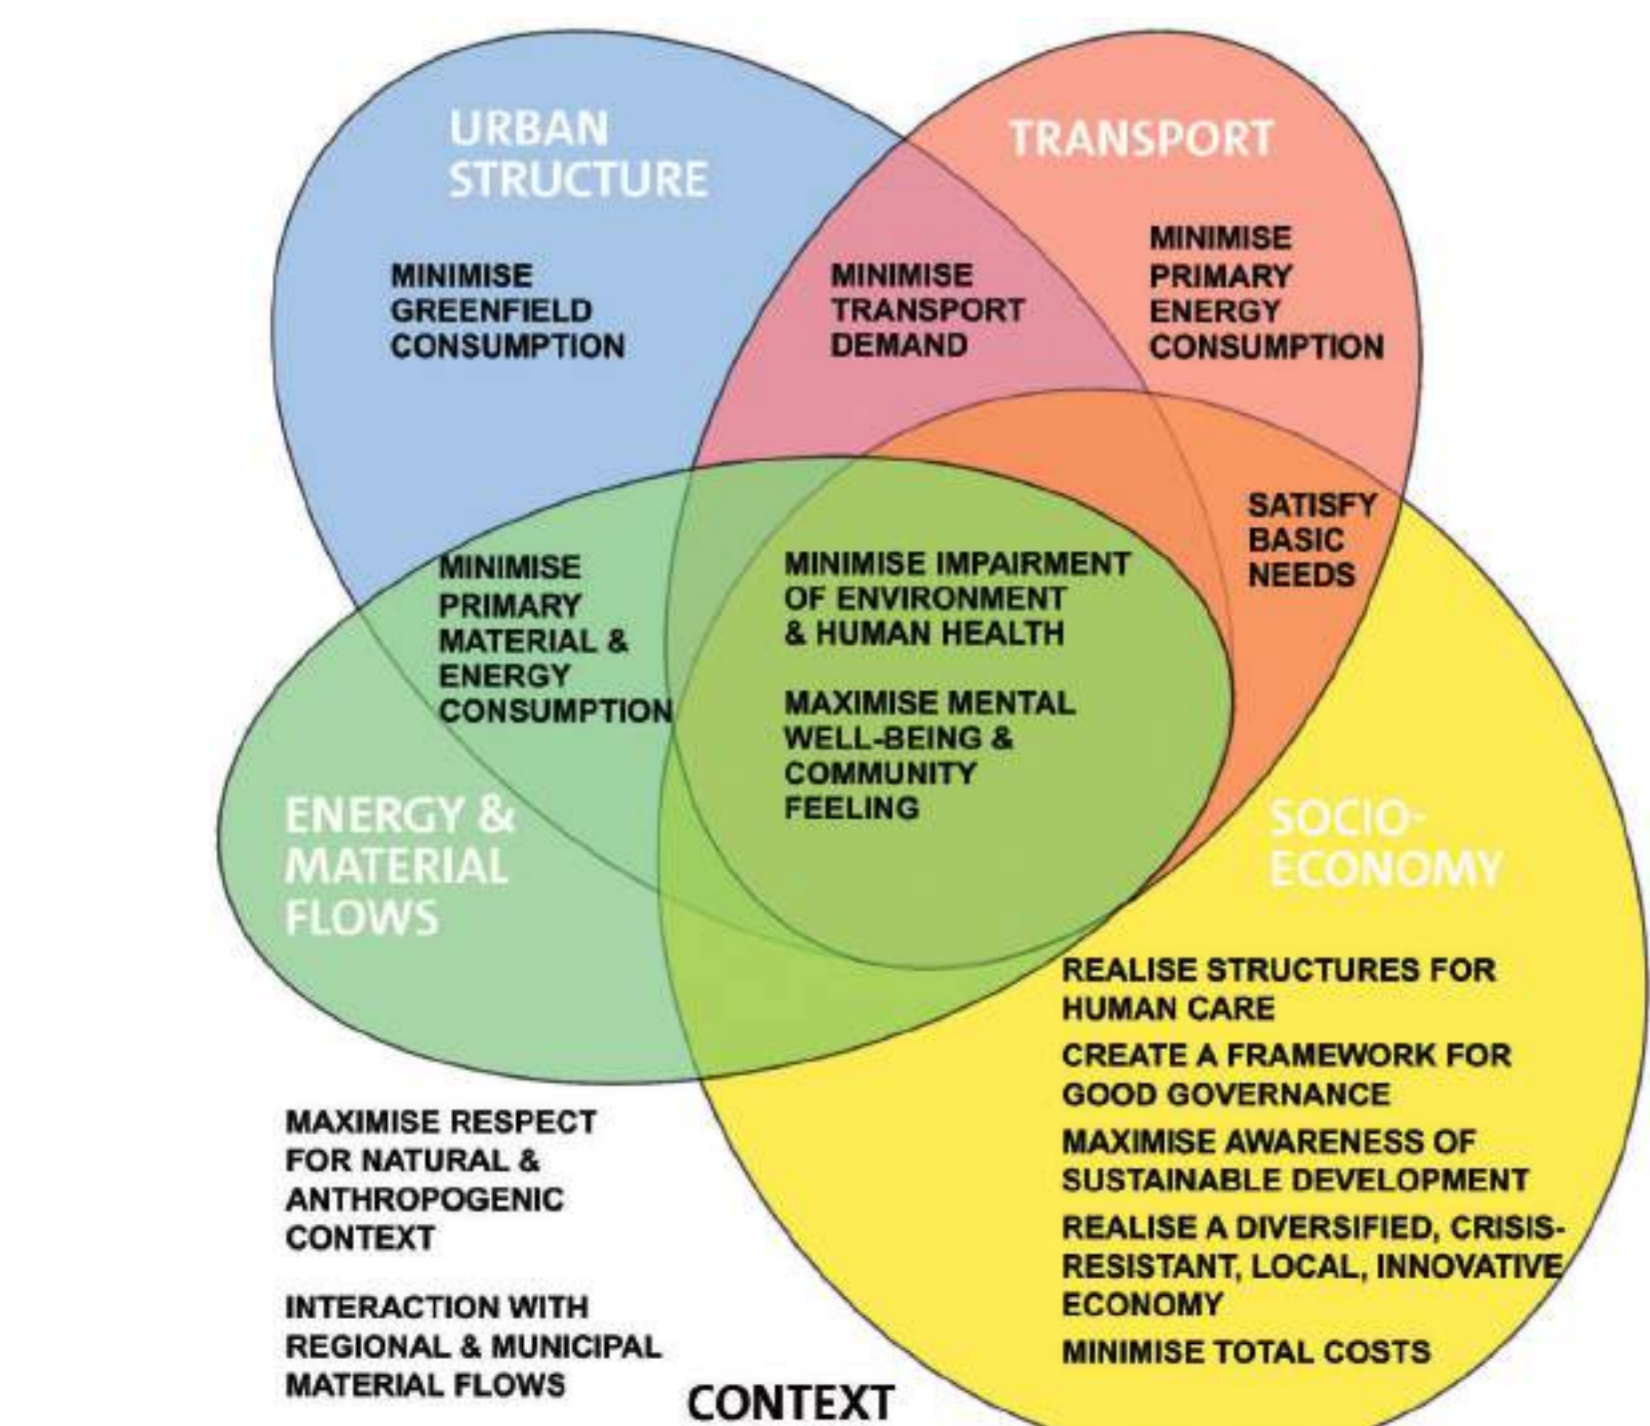 URBAN
STRUCTURE
MINIMISE
GREENFIELD
CONSUMPTION
MINIMISE
TRANSPORT
DEMAND
TRANSPORT
MINIMISE
PRIMARY
ENERGY
CONSUMPTION
SATISFY
BASIC
NEEDS
MINIMISE
PRIMARY
MATERIAL &
ENERGY
CONSUMPTION
MINIMISE IMPAIRMENT
OF ENVIRONMENT
& HUMAN HEALTH
MAXIMISE MENTAL
WELL-BEING &
COMMUNITY
FEELING
ENERGY &
MATERIAL
FLOWS
SOCIO-
ECONOMY
REALISE STRUCTURES FOR
HUMAN CARE
CREATE A FRAMEWORK FOR
GOOD GOVERNANCE
MAXIMISE AWARENESS OF
SUSTAINABLE DEVELOPMENT
REALISE A DIVERSIFIED, CRISIS-
RESISTANT, LOCAL, INNOVATIVE
ECONOMY
MINIMISE TOTAL COSTS
MAXIMISE RESPECT
FOR NATURAL &
ANTHROPOGENIC
CONTEXT
INTERACTION WITH
REGIONAL & MUNICIPAL
MATERIAL FLOWS
CONTEXT